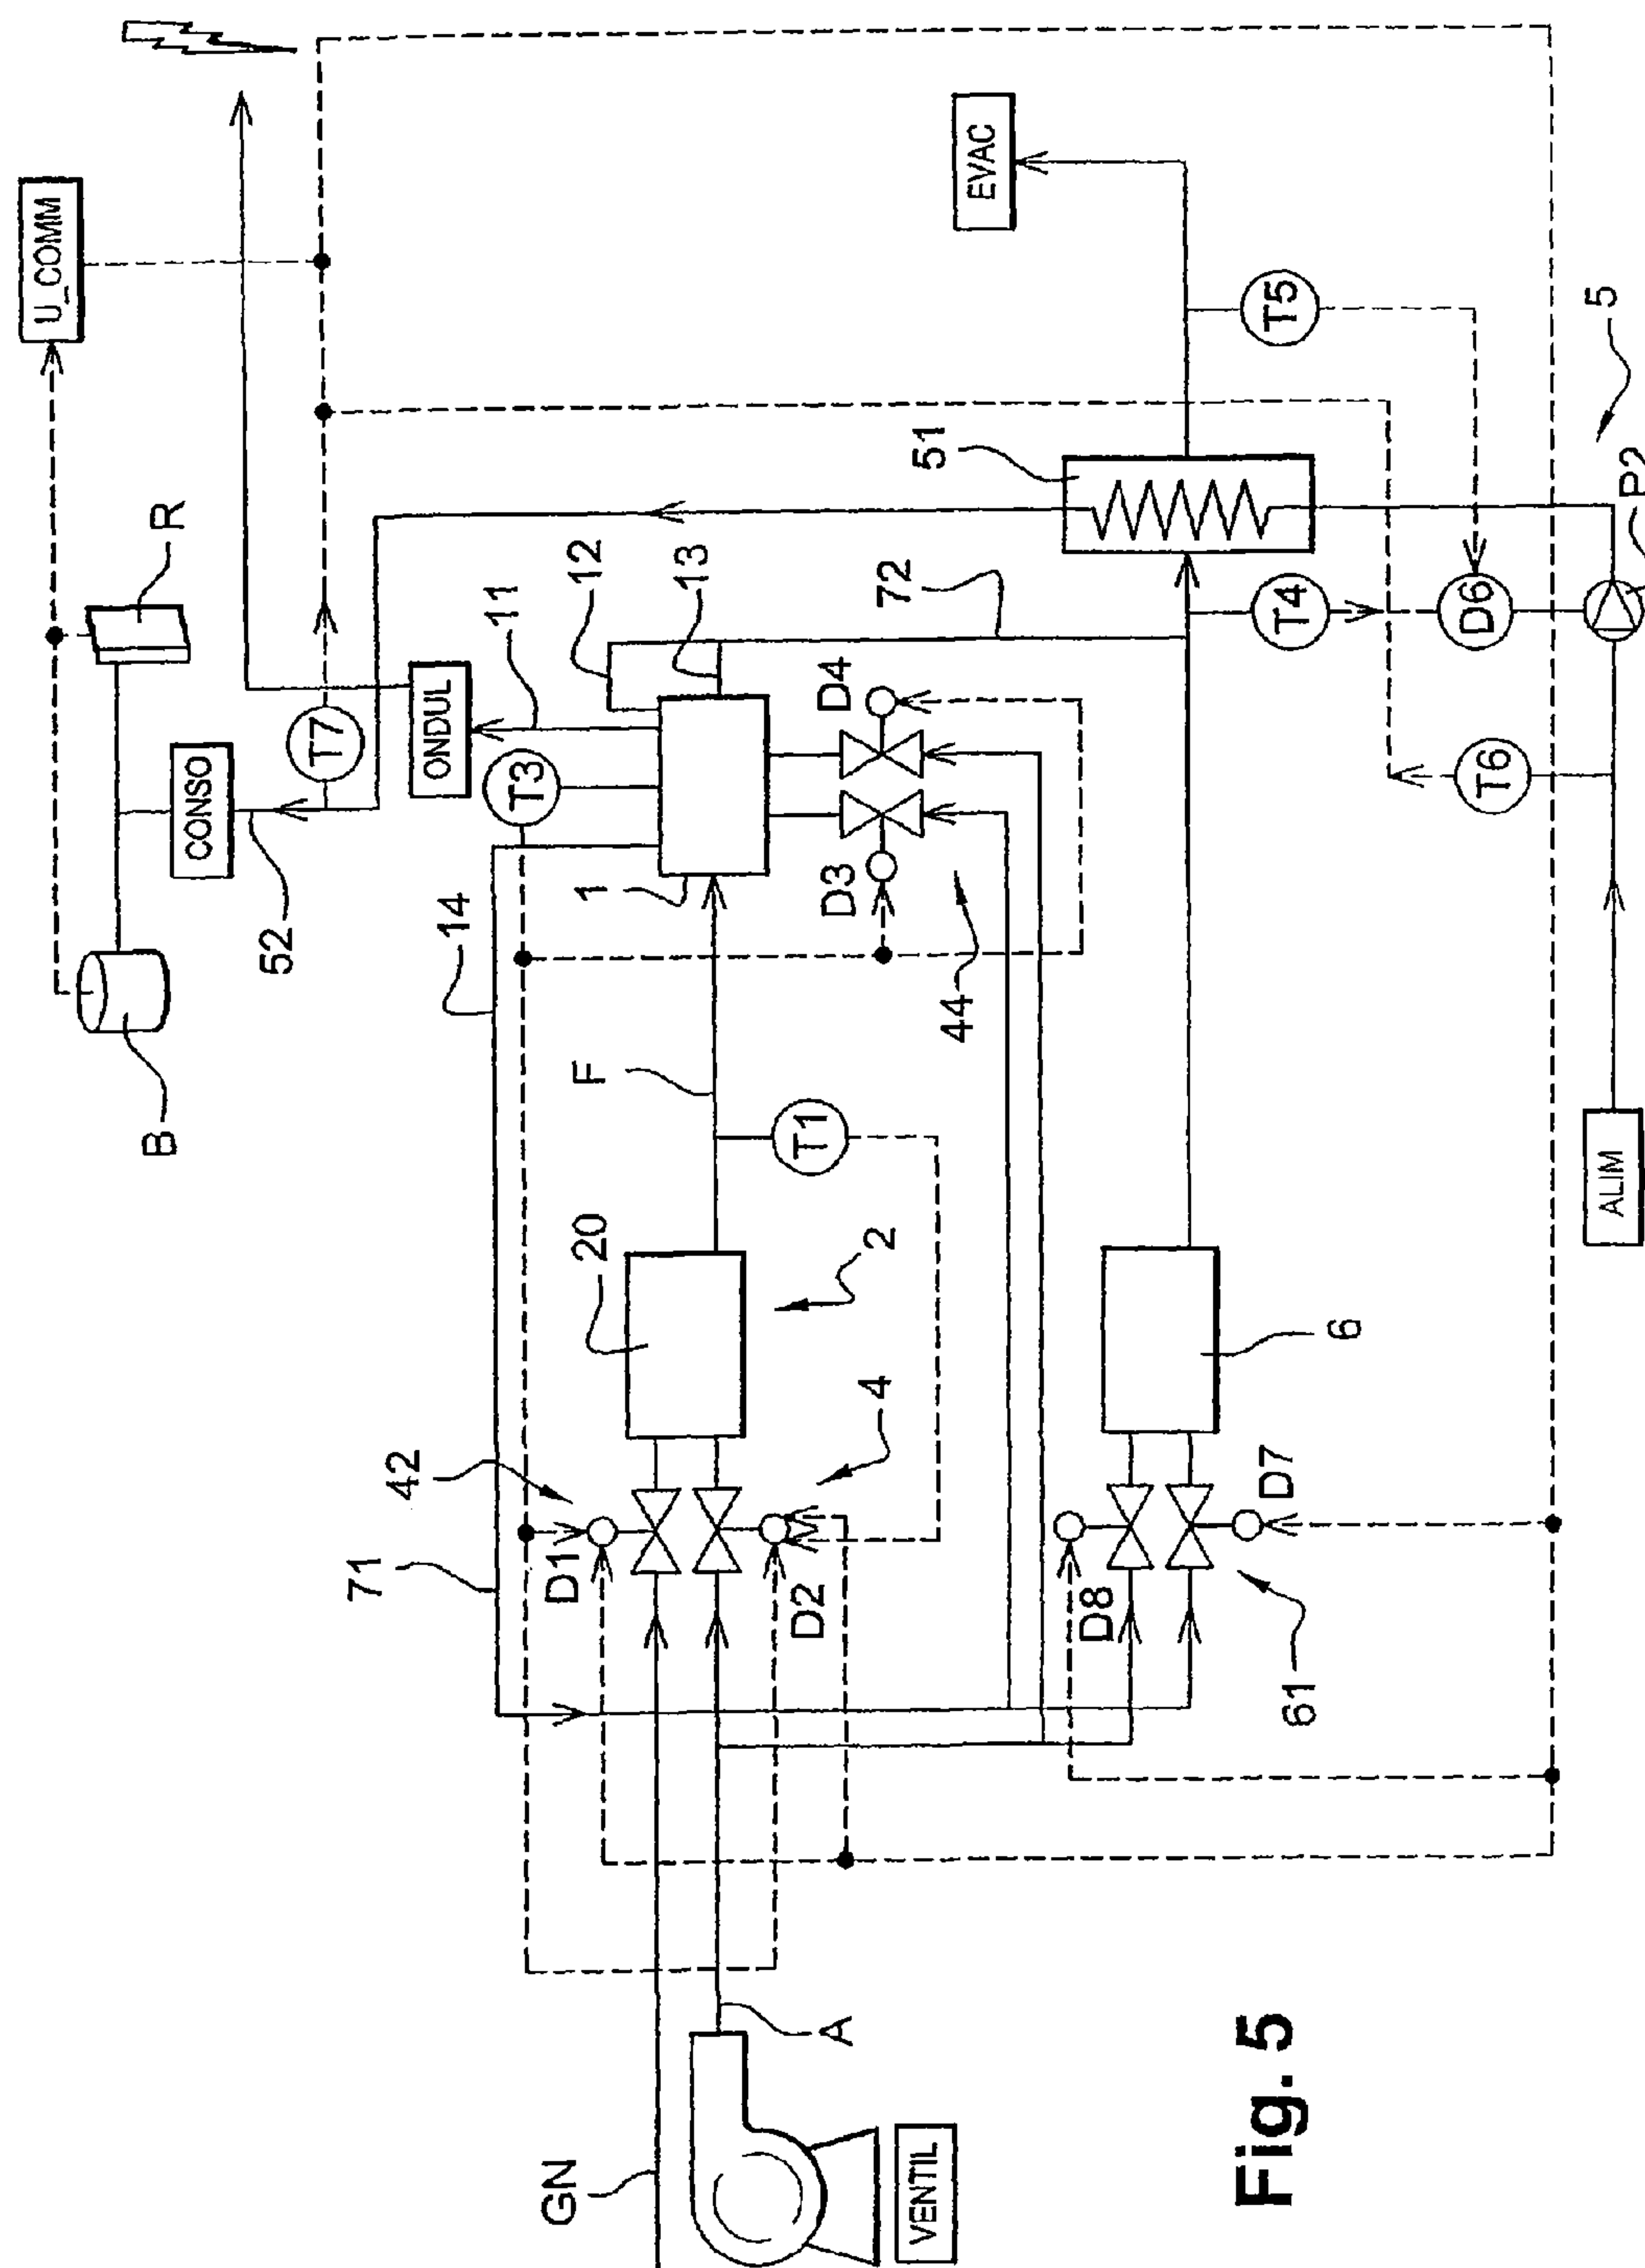 U_COMM
R
B
CONSO
52
T7
ONDUL
11
12
13
T3
14
1
D3
D4
44
F
T1
20
2
42
4
71
D1
D2
GN
A
VENTIL
EVAC
T5
51
72
T4
D6
5
P2
T6
6
D8
D7
61
ALIM
Fig. 5